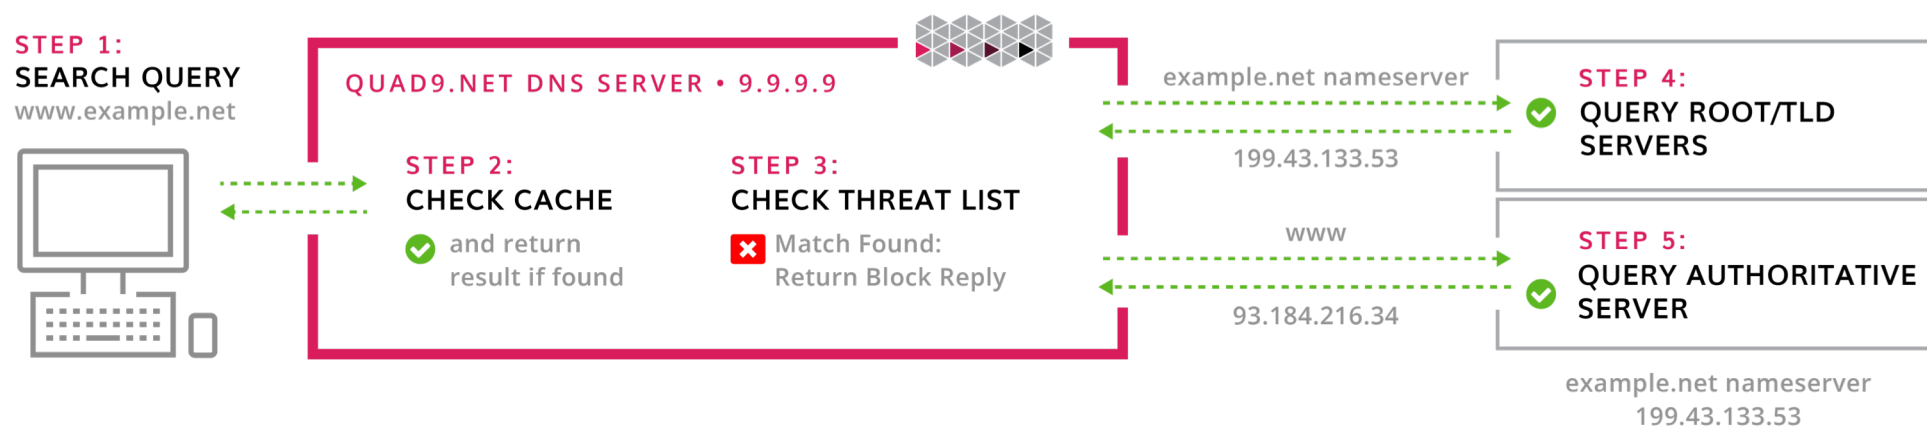 STEP 1:
SEARCH QUERY
www.example.net
QUAD9.NET DNS SERVER • 9.9.9.9
STEP 2:
CHECK CACHE
and return
result if found
STEP 3:
CHECK THREAT LIST
Match Found:
Return Block Reply
example.net nameserver
199.43.133.53
STEP 4:
QUERY ROOT/TLD
SERVERS
www
93.184.216.34
STEP 5:
QUERY AUTHORITATIVE
SERVER
example.net nameserver
199.43.133.53